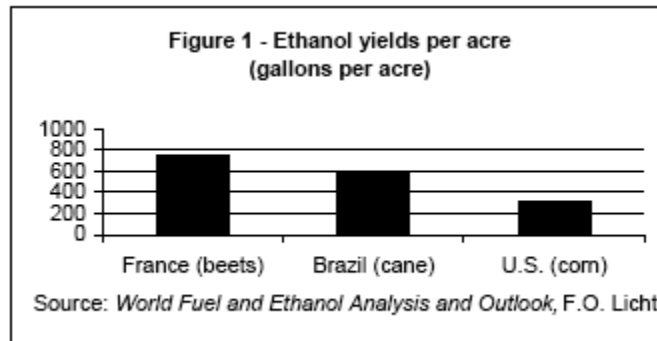 Figure 1 - Ethanol yields per acre
(gallons per acre)
1000
800
600
400
200
0
France (beets) Brazil (cane) U.S. (corn)
Source: World Fuel and Ethanol Analysis and Outlook, F.O. Licht